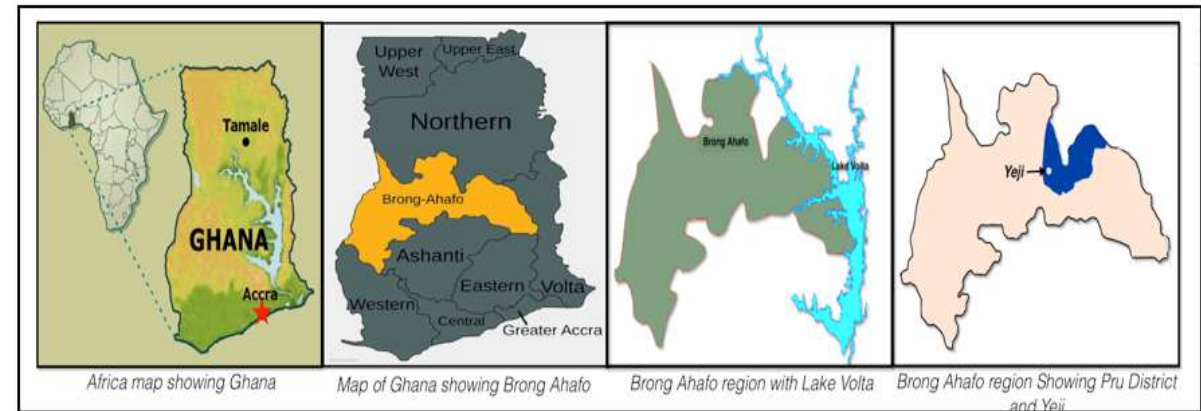 Tamale
GHANA
Accra
Africa map showing Ghana
Upper West
Upper East
Northern
Brong-Ahafo
Ashanti
Eastern
Volta
Western
Central
Greater Accra
Map of Ghana showing Brong Ahafo
Brong Ahafo
Lake Volta
Brong Ahafo region with Lake Volta
Yeji
Brong Ahafo region Showing Pru District
and Yeji